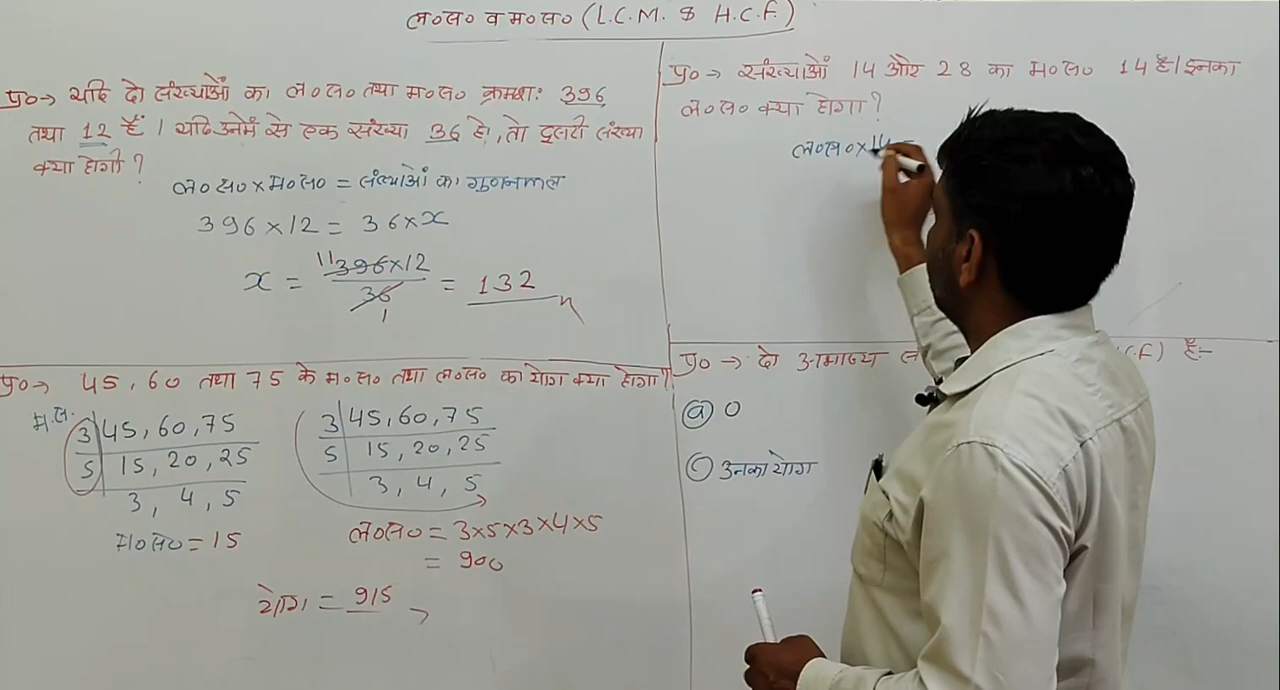 ल०स० व म०स० (L.C.M. & H.C.F.)
प्र०→ यदि दो संख्याओं का ल०स० तथा म०स० क्रमशः 396
तथा 12 हैं । यदि उनमें से एक संख्या 36 हो, तो दूसरी संख्या
क्या होगी ?
ल०स०×म०स० = संख्याओं का गुणनफल
396×12 = 36×x
x = 11 396×12 / 36 1 = 132
प्र०→ संख्याओं 14 और 28 का म०स० 14 है। इनका
ल०स० क्या होगा ?
ल०स०×14
प्र०→ 45, 60 तथा 75 के म०स० तथा ल०स० का योग क्या होगा ?
म.स.
3 45, 60, 75
5 15, 20, 25
3, 4, 5
म०स० = 15
3 45, 60, 75
5 15, 20, 25
3, 4, 5
ल०स० = 3×5×3×4×5
= 900
योग = 915
प्र० → दो अभाज्य .C.F) है:-
(a) 0
(c) उनका योग